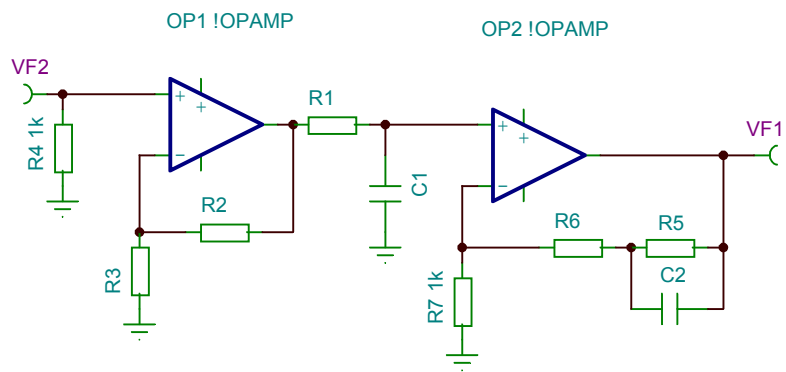 OP1 !OPAMP
OP2 !OPAMP
VF2
R4 1k
R1
VF1
C1
R2
R3
R6
R5
C2
R7 1k